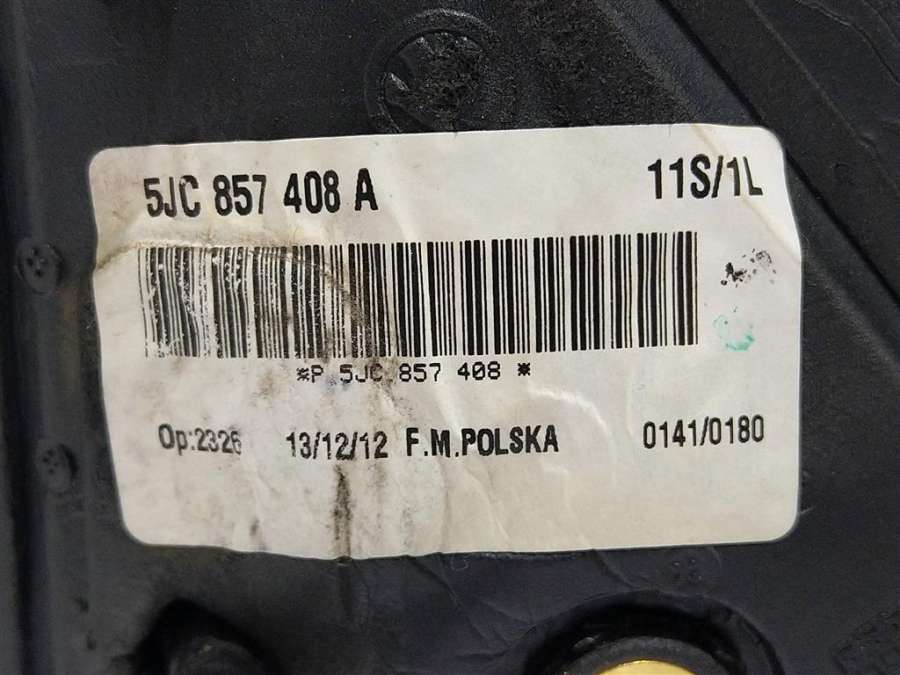 5JC 857 408 A 11S/1L
*P 5JC 857 408 *
Op:2326 13/12/12 F.M.POLSKA 0141/0180